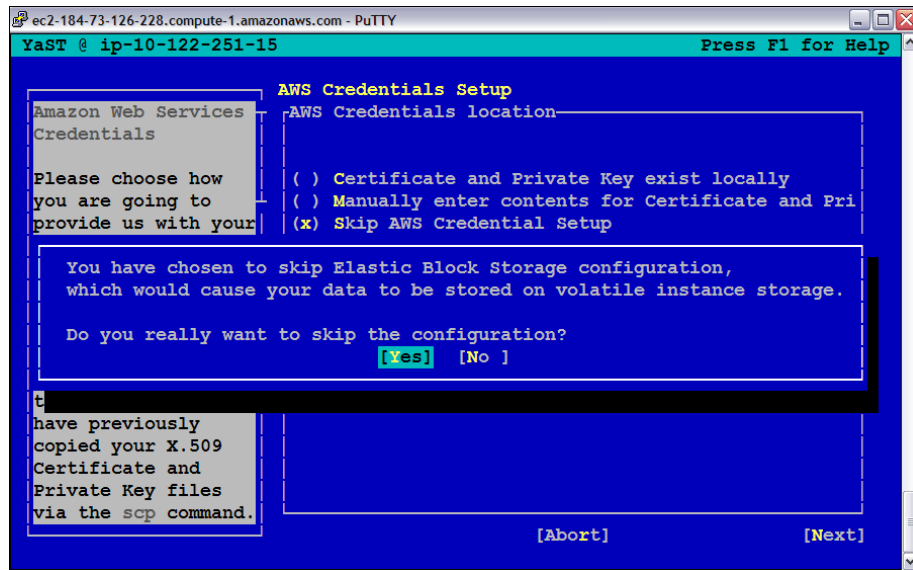 ec2-184-73-126-228.compute-1.amazonaws.com - PuTTY
YaST @ ip-10-122-251-15 Press F1 for Help
AWS Credentials Setup
Amazon Web Services
Credentials
Please choose how
you are going to
provide us with your
AWS Credentials location
( ) Certificate and Private Key exist locally
( ) Manually enter contents for Certificate and Pri
(x) Skip AWS Credential Setup
You have chosen to skip Elastic Block Storage configuration,
which would cause your data to be stored on volatile instance storage.
Do you really want to skip the configuration?
[Yes] [No ]
t
have previously
copied your X.509
Certificate and
Private Key files
via the scp command.
[Abort] [Next]